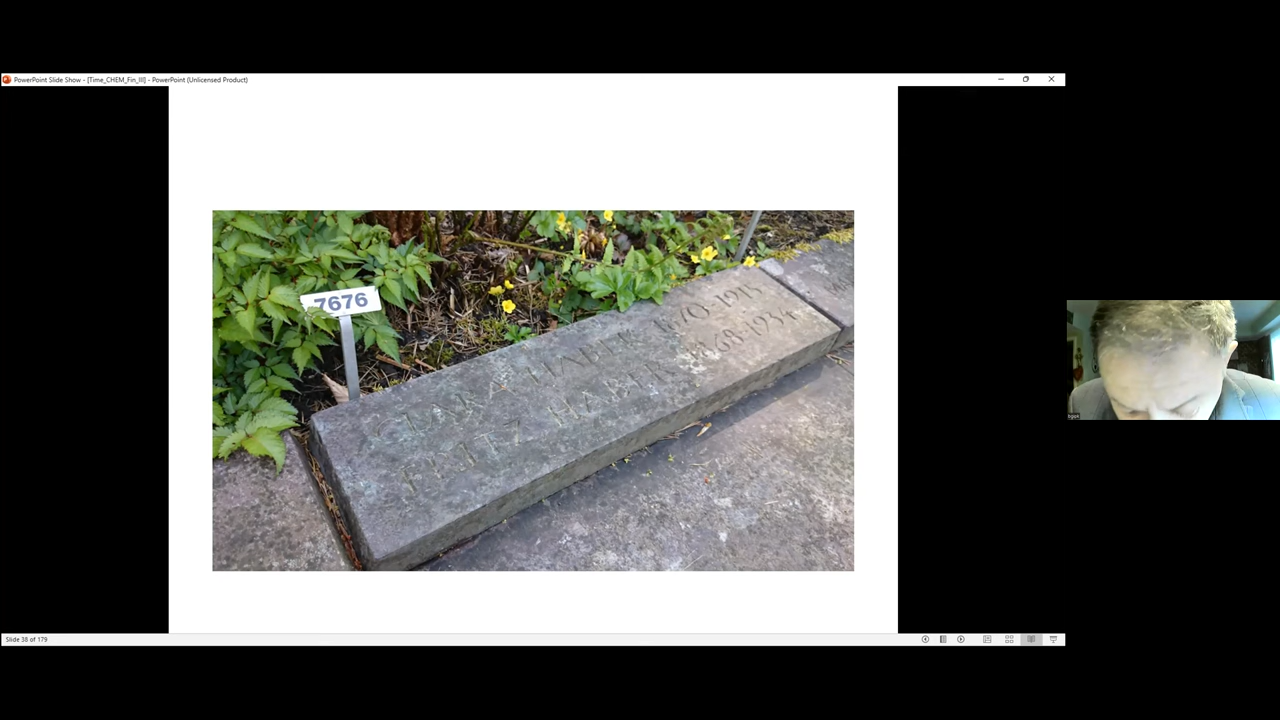 PowerPoint Slide Show - [Time_CHEM_Fin_III] - PowerPoint (Unlicensed Product)
7676
HABER 1870-1915
FRITZ HABER 1868-1934
Slide 38 of 179